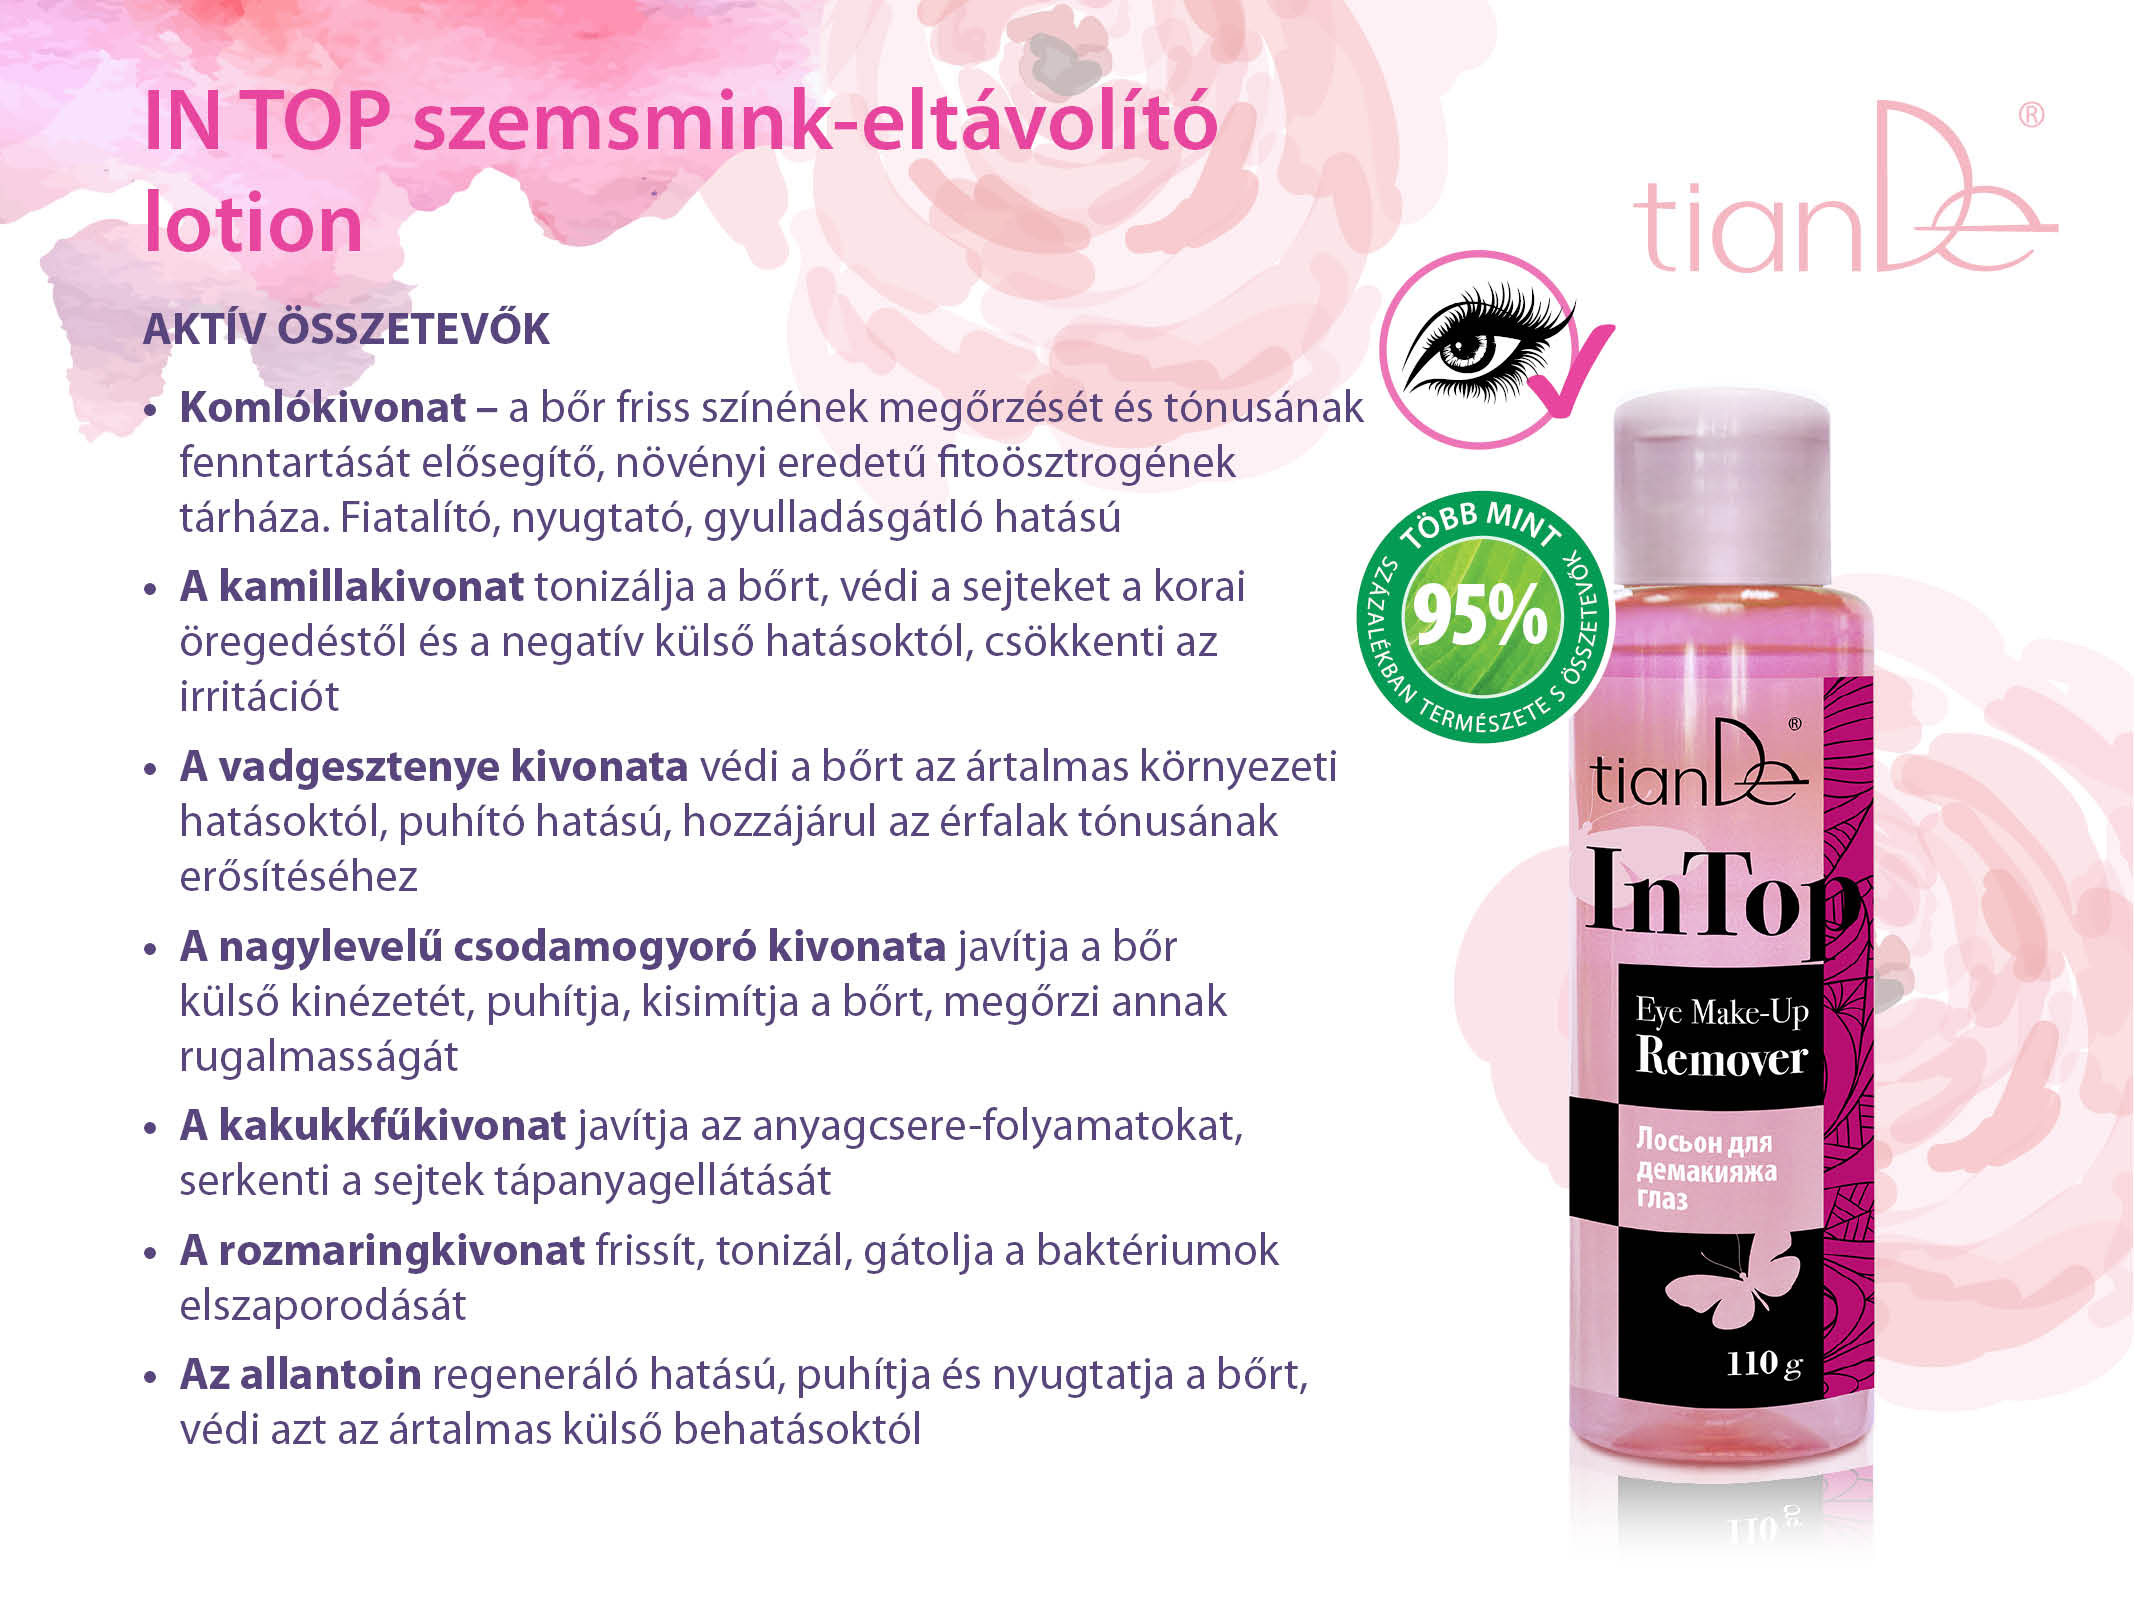 IN TOP szemsmink-eltávolító
lotion
tianDe®
AKTÍV ÖSSZETEVŐK
• Komlókivonat – a bőr friss színének megőrzését és tónusának
fenntartását elősegítő, növényi eredetű fitoösztrogének
tárháza. Fiatalító, nyugtató, gyulladásgátló hatású
• A kamillakivonat tonizálja a bőrt, védi a sejteket a korai
öregedéstől és a negatív külső hatásoktól, csökkenti az
irritációt
• A vadgesztenye kivonata védi a bőrt az ártalmas környezeti
hatásoktól, puhító hatású, hozzájárul az érfalak tónusának
erősítéséhez
• A nagylevelű csodamogyoró kivonata javítja a bőr
külső kinézetét, puhítja, kisimítja a bőrt, megőrzi annak
rugalmasságát
• A kakukkfűkivonat javítja az anyagcsere-folyamatokat,
serkenti a sejtek tápanyagellátását
• A rozmaringkivonat frissít, tonizál, gátolja a baktériumok
elszaporodását
• Az allantoin regeneráló hatású, puhítja és nyugtatja a bőrt,
védi azt az ártalmas külső behatásoktól
TÖBB MINT
95%
SZÁZALÉKBAN TERMÉSZETE S ÖSSZETEVŐK
tianDe®
InTop
Eye Make-Up
Remover
Лосьон для
демакияжа
глаз
110 g